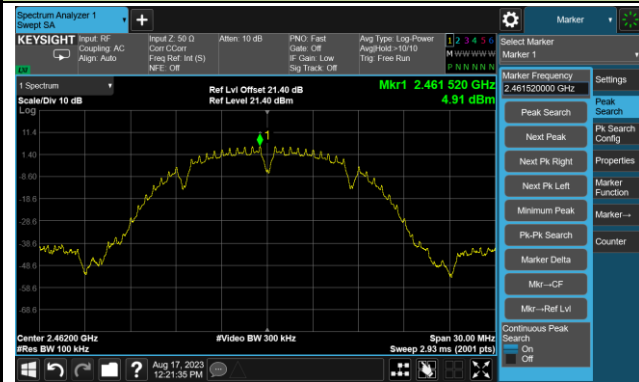 Spectrum Analyzer 1
Swept SA
+
Marker
KEYSIGHT
Input: RF
Coupling: AC
Align: Auto
Input Z: 50 Ω
Corr CCorr
Freq Ref: Int (S)
NFE: Off
Atten: 10 dB
PNO: Fast
Gate: Off
IF Gain: Low
Sig Track: Off
Avg Type: Log-Power
Avg|Hold:>10/10
Trig: Free Run
1 2 3 4 5 6
M W W W W W
P N N N N N
Select Marker
Marker 1
1 Spectrum
Scale/Div 10 dB
Log
Ref Lvl Offset 21.40 dB
Ref Level 21.40 dBm
Mkr1 2.461 520 GHz
4.91 dBm
1
11.4
1.40
-8.60
-18.6
-28.6
-38.6
-48.6
-58.6
-68.6
Center 2.46200 GHz
#Res BW 100 kHz
#Video BW 300 kHz
Span 30.00 MHz
Sweep 2.93 ms (2001 pts)
Marker Frequency
2.461520000 GHz
Peak Search
Next Peak
Next Pk Right
Next Pk Left
Minimum Peak
Pk-Pk Search
Marker Delta
Mkr→CF
Mkr→Ref Lvl
Continuous Peak
Search
On
Off
Settings
Peak
Search
Pk Search
Config
Properties
Marker
Function
Marker→
Counter
?
Aug 17, 2023
12:21:35 PM